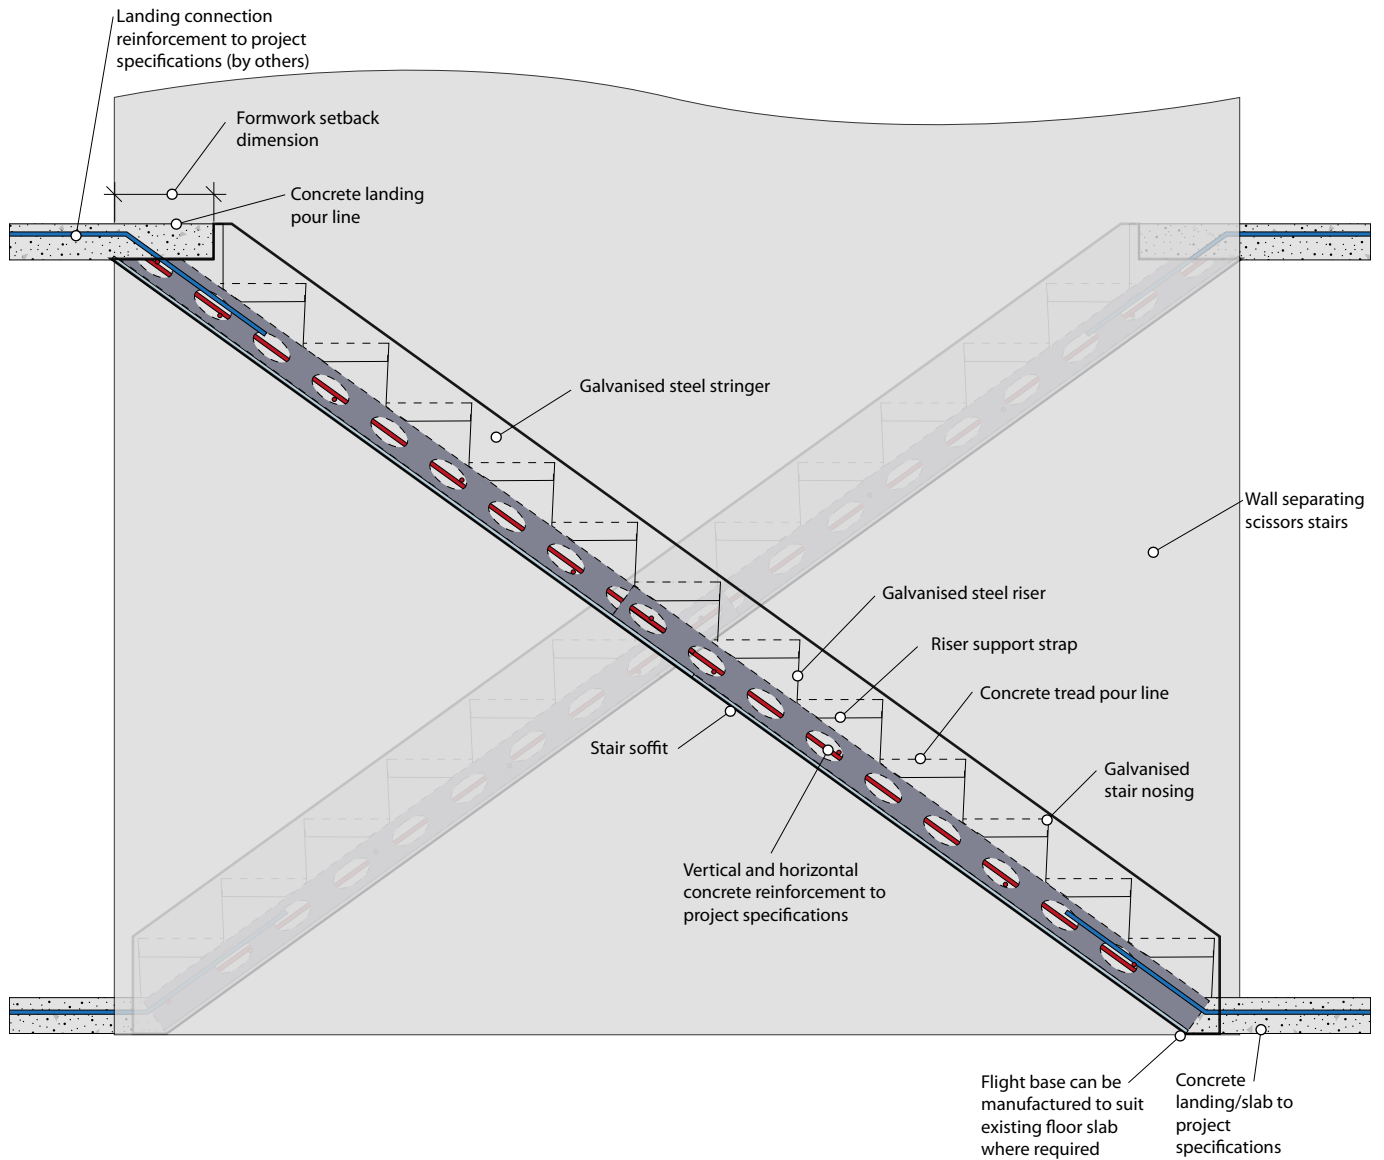 Landing connection
reinforcement to project
specifications (by others)
Formwork setback
dimension
Concrete landing
pour line
Galvanised steel stringer
Wall separating
scissors stairs
Galvanised steel riser
Riser support strap
Concrete tread pour line
Stair soffit
Galvanised
stair nosing
Vertical and horizontal
concrete reinforcement to
project specifications
Flight base can be
manufactured to suit
existing floor slab
where required
Concrete
landing/slab to
project
specifications